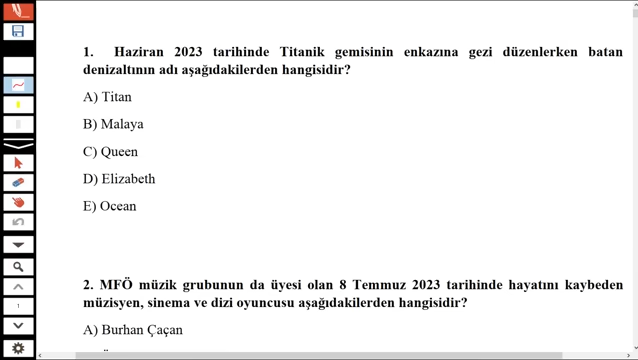 1. Haziran 2023 tarihinde Titanik gemisinin enkazına gezi düzenlerken batan
denizaltının adı aşağıdakilerden hangisidir?
A) Titan
B) Malaya
C) Queen
D) Elizabeth
E) Ocean
2. MFÖ müzik grubunun da üyesi olan 8 Temmuz 2023 tarihinde hayatını kaybeden
müzisyen, sinema ve dizi oyuncusu aşağıdakilerden hangisidir?
A) Burhan Çaçan
1